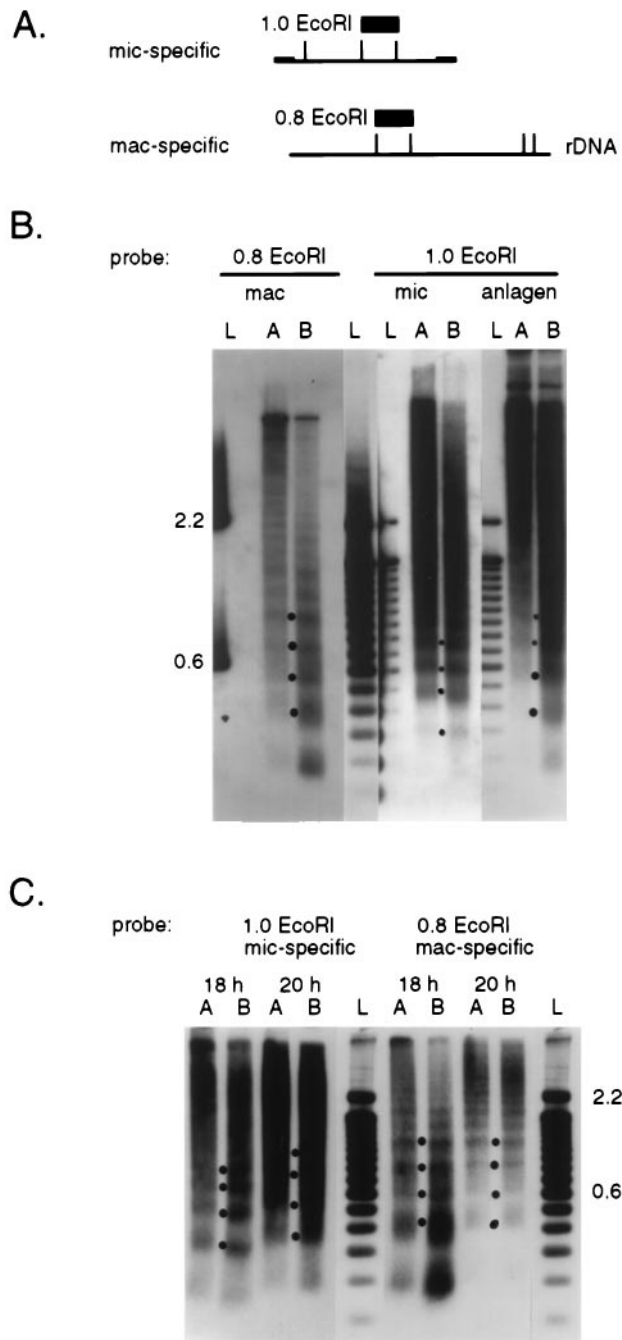 A.
1.0 EcoRI
mic-specific
0.8 EcoRI
mac-specific
rDNA
B.
probe: 0.8 EcoRI 1.0 EcoRI
mac mic anlagen
L A B L L A B L A B
2.2
0.6
C.
probe: 1.0 EcoRI 0.8 EcoRI
mic-specific mac-specific
18 h 20 h 18 h 20 h
A B A B L A B A B L
2.2
0.6